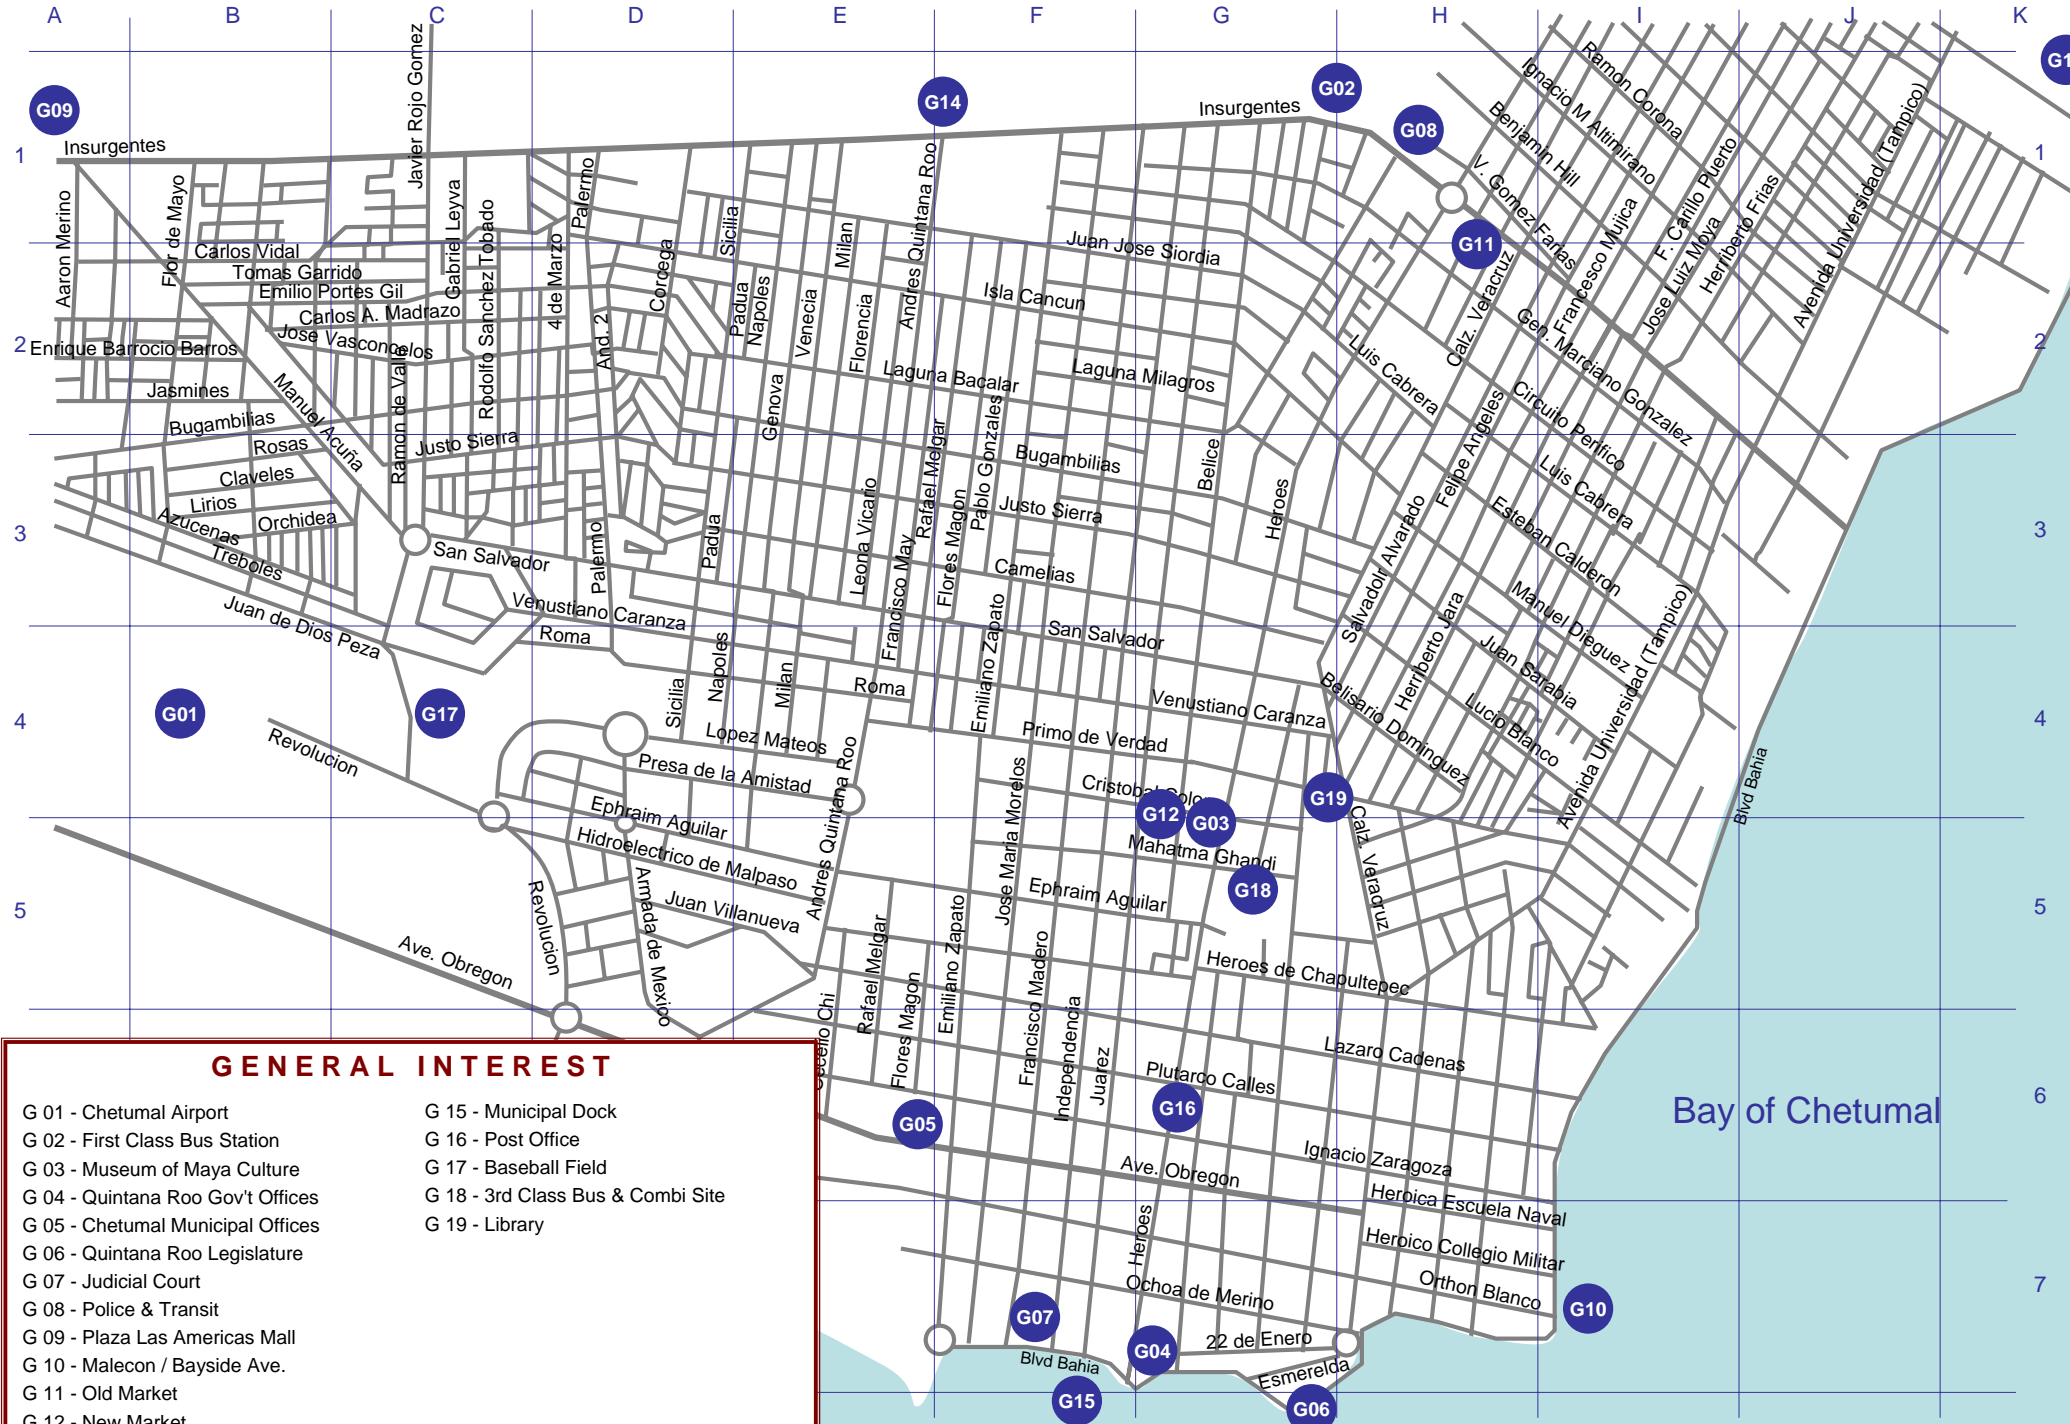 A B C D E F G H I J K
1
2
3
4
5
1
2
3
4
5
6
7
G09
G14
G02
G08
G11
G01
G17
G12
G03
G19
G18
G05
G16
G07
G04
G10
G15
G06
Insurgentes
Insurgentes
Javier Rojo Gomez
Aaron Merino
Flor de Mayo
Carlos Vidal
Tomas Garrido
Emilio Portes Gil
Carlos A. Madrazo
Jose Vasconcelos
Enrique Barrocio Barros
Jasmines
Bugambilias
Rosas
Claveles
Lirios
Orchidea
Azucenas
Treboles
Juan de Dios Peza
Manuel Acuña
Ramon de Valle
Justo Sierra
Gabriel Leyva
Rodolfo Sanchez Tobado
4 de Marzo
Palermo
And. 2
Corcega
Sicilia
Padua
Napoles
Venecia
Milan
Florencia
Andres Quintana Roo
Genova
Juan Jose Siordia
Isla Cancun
Laguna Bacalar
Laguna Milagros
Bugambilias
Justo Sierra
Camelias
San Salvador
San Salvador
Venustiano Caranza
Venustiano Caranza
Roma
Roma
Palermo
Padua
Napoles
Sicilia
Milan
Leona Vicario
Francisco May
Rafael Melgar
Flores Magon
Pablo Gonzales
Emiliano Zapato
Belice
Heroes
Primo de Verdad
Lopez Mateos
Presa de la Amistad
Ephraim Aguilar
Hidroelectrico de Malpaso
Juan Villanueva
Armada de Mexico
Revolucion
Revolucion
Ave. Obregon
Andres Quintana Roo
Jose Maria Morelos
Mahatma Ghandi
Ephraim Aguilar
Heroes de Chapultepec
Lazaro Cadenas
Plutarco Calles
Ignacio Zaragoza
Ave. Obregon
Heroica Escuela Naval
Heroico Collegio Militar
Orthon Blanco
Ochoa de Merino
22 de Enero
Esmerelda
Blvd Bahia
Blvd Bahia
Rafael Melgar
Flores Magon
Emiliano Zapato
Francisco Madero
Independencia
Juarez
Heroes
Ramon Corona
Ignacio M Altimirano
Benjamin Hill
V. Gomez Farias
Francesco Mujica
F. Carillo Puerto
Jose Luiz Moya
Herriberto Frias
Avenida Universidad (Tampico)
Calz. Veracruz
Gen. Marciano Gonzalez
Circuito Perifico
Luis Cabrera
Luis Cabrera
Felipe Angeles
Esteban Calderon
Salvadolr Alvarado
Manuel Dieguez
Juan Sarabia
Herriberto Jara
Lucio Blanco
Belisario Dominguez
Avenida Universidad (Tampico)
Calz. Veracruz
Bay of Chetumal
GENERAL INTEREST
G 01 - Chetumal Airport
G 02 - First Class Bus Station
G 03 - Museum of Maya Culture
G 04 - Quintana Roo Gov't Offices
G 05 - Chetumal Municipal Offices
G 06 - Quintana Roo Legislature
G 07 - Judicial Court
G 08 - Police & Transit
G 09 - Plaza Las Americas Mall
G 10 - Malecon / Bayside Ave.
G 11 - Old Market
G 12 - New Market
G 15 - Municipal Dock
G 16 - Post Office
G 17 - Baseball Field
G 18 - 3rd Class Bus & Combi Site
G 19 - Library